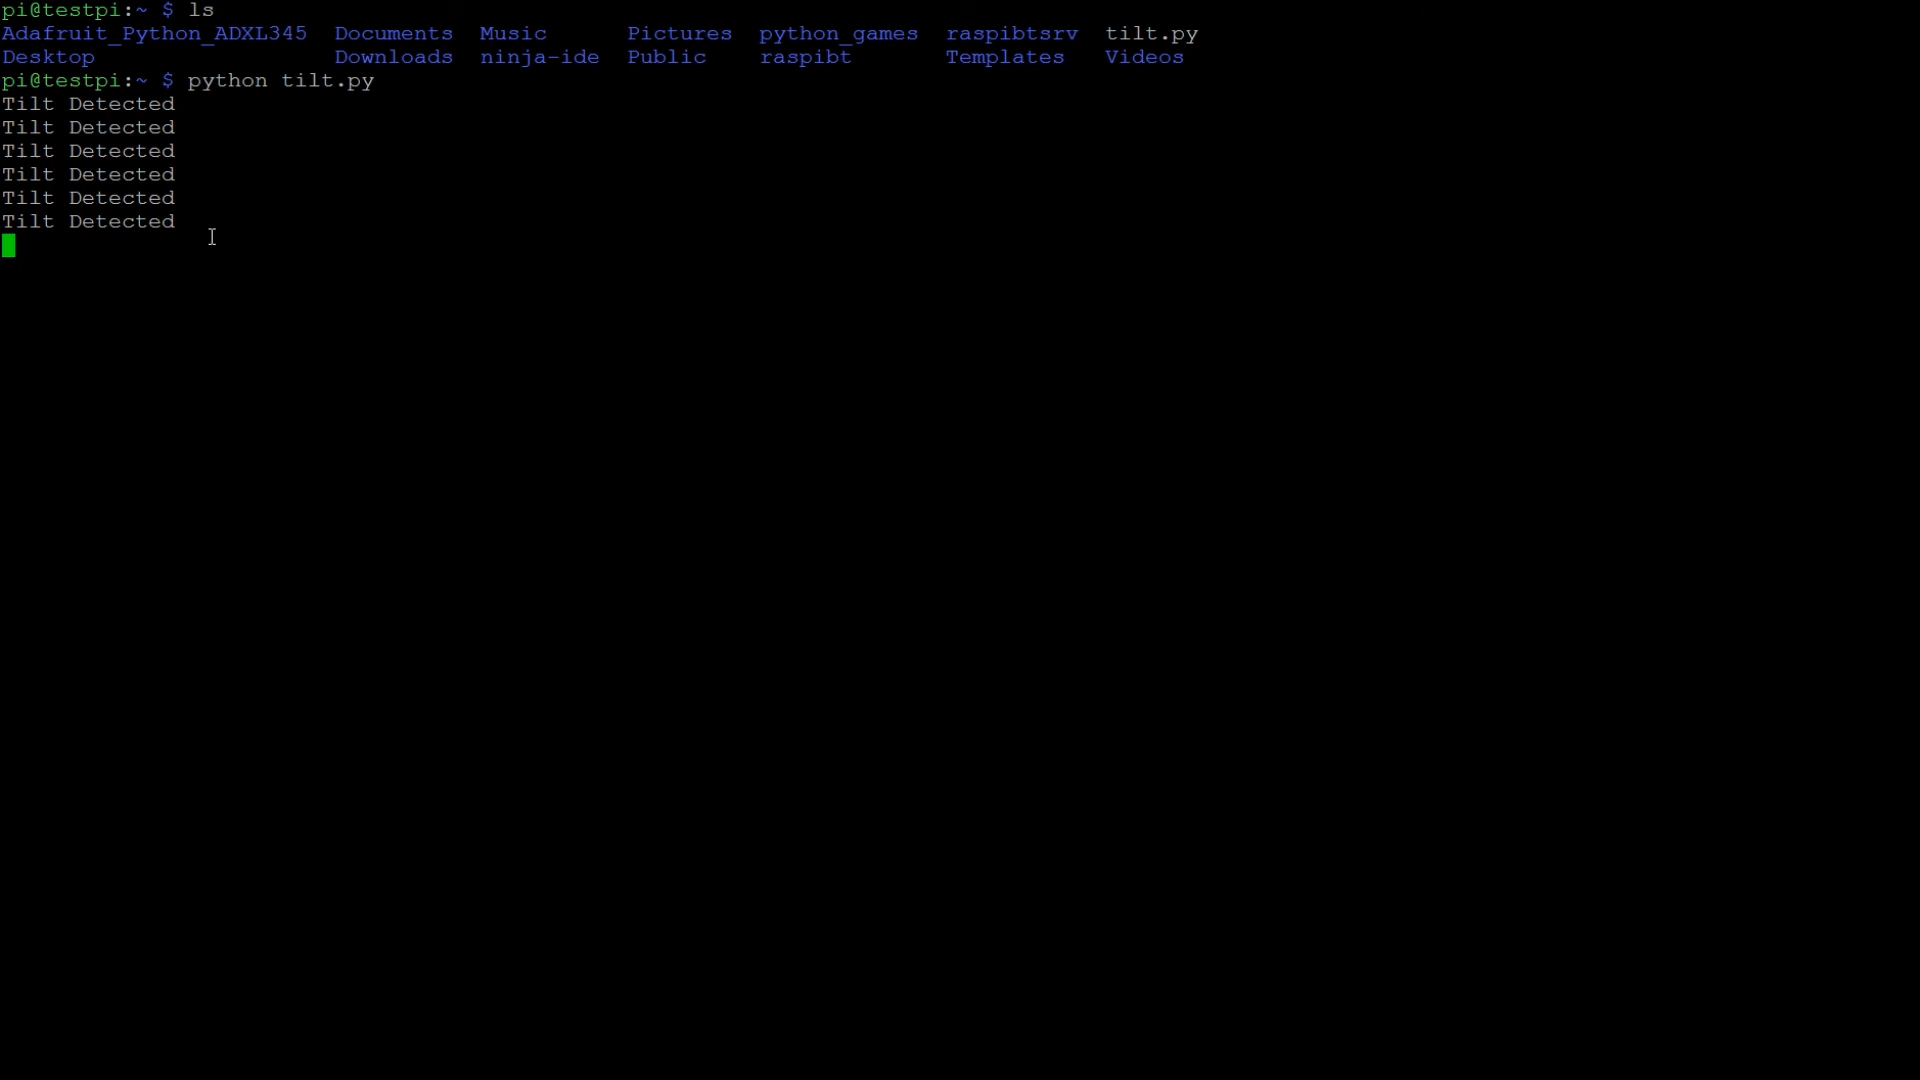 pi@testpi:~ $ ls
Adafruit_Python_ADXL345  Documents  Music      Pictures  python_games  raspibtsrv  tilt.py
Desktop                  Downloads  ninja-ide  Public    raspibt       Templates   Videos
pi@testpi:~ $ python tilt.py
Tilt Detected
Tilt Detected
Tilt Detected
Tilt Detected
Tilt Detected
Tilt Detected